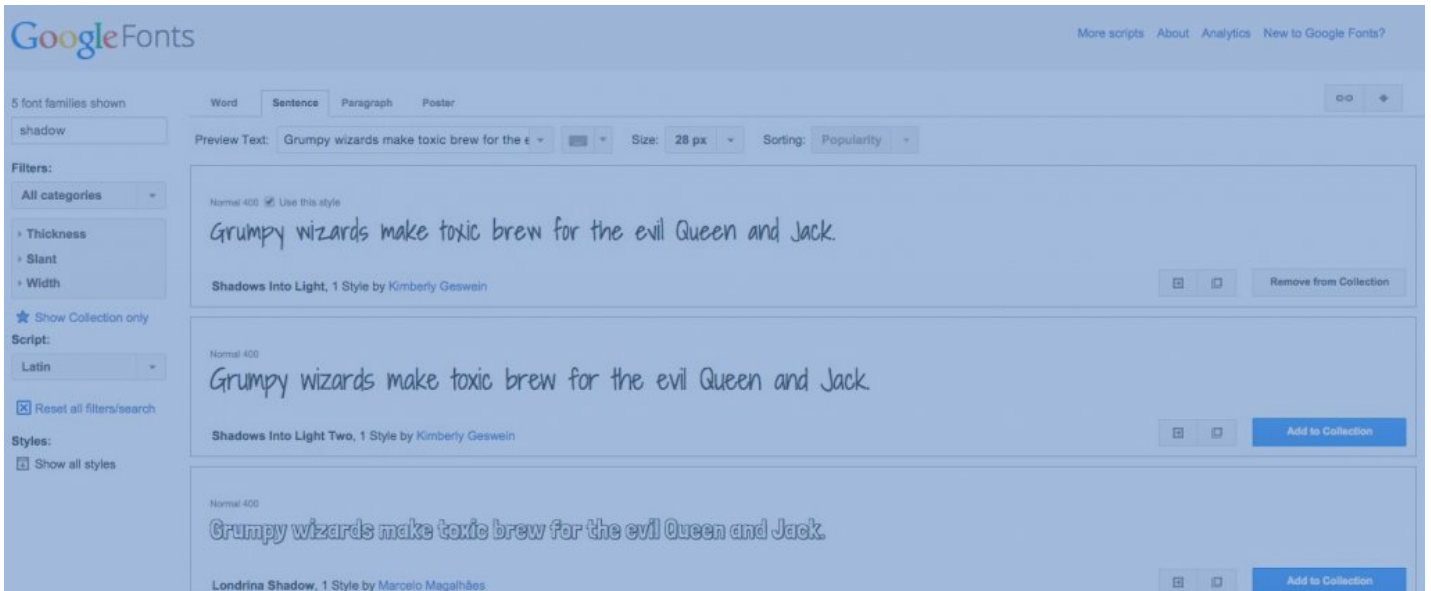 GoogleFonts
More scripts About Analytics New to Google Fonts?
5 font families shown
shadow
Filters:
All categories
Thickness
Slant
Width
Show Collection only
Script:
Latin
Reset all filters/search
Styles:
Show all styles
Word Sentence Paragraph Poster
Preview Text: Grumpy wizards make toxic brew for the e Size: 28 px Sorting: Popularity
Normal 400 Use this style
Grumpy wizards make toxic brew for the evil Queen and Jack.
Shadows Into Light, 1 Style by Kimberly Geswein
Remove from Collection
Normal 400
Grumpy wizards make toxic brew for the evil Queen and Jack.
Shadows Into Light Two, 1 Style by Kimberly Geswein
Add to Collection
Normal 400
Grumpy wizards make toxic brew for the evil Queen and Jack.
Londrina Shadow, 1 Style by Marcelo Magalhães
Add to Collection